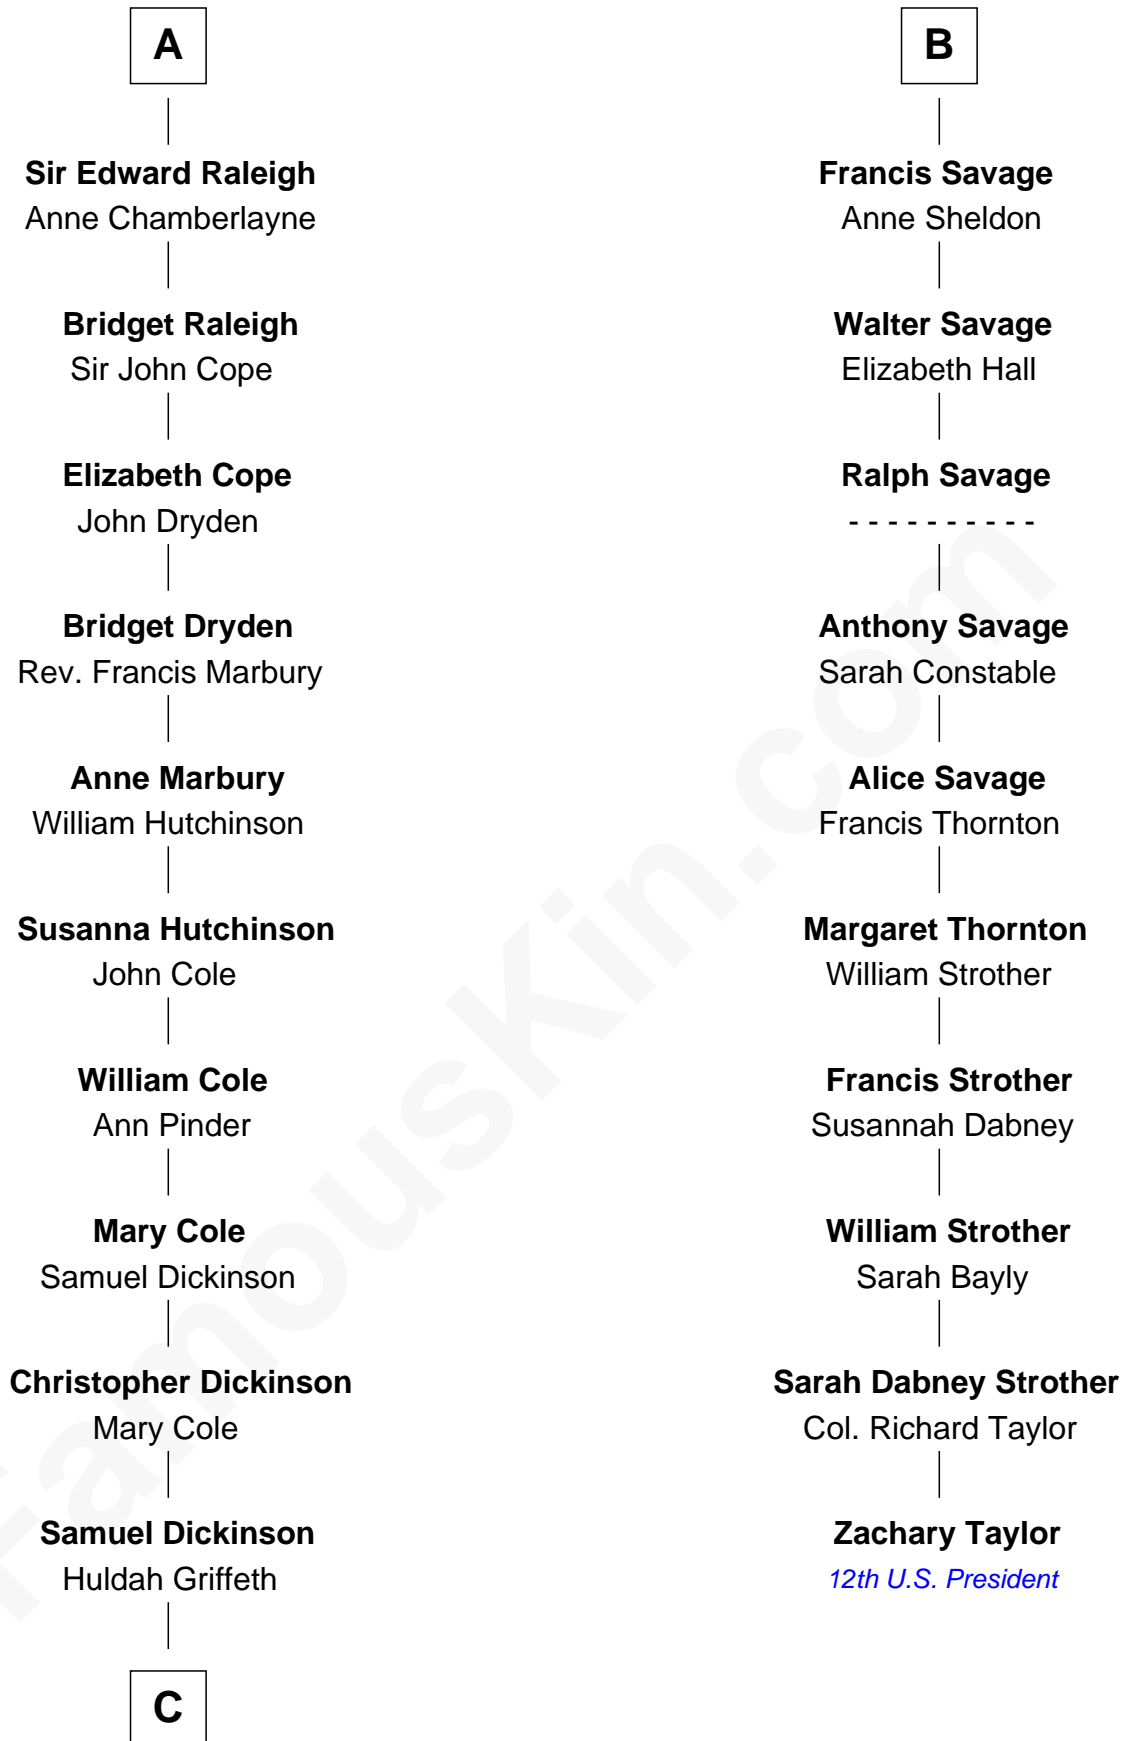 A
Sir Edward Raleigh
Anne Chamberlayne
Bridget Raleigh
Sir John Cope
Elizabeth Cope
John Dryden
Bridget Dryden
Rev. Francis Marbury
Anne Marbury
William Hutchinson
Susanna Hutchinson
John Cole
William Cole
Ann Pinder
Mary Cole
Samuel Dickinson
Christopher Dickinson
Mary Cole
Samuel Dickinson
Huldah Griffeth
C
B
Francis Savage
Anne Sheldon
Walter Savage
Elizabeth Hall
Ralph Savage
- - - - - - - - - -
Anthony Savage
Sarah Constable
Alice Savage
Francis Thornton
Margaret Thornton
William Strother
Francis Strother
Susannah Dabney
William Strother
Sarah Bayly
Sarah Dabney Strother
Col. Richard Taylor
Zachary Taylor
12th U.S. President
FamousKin.com